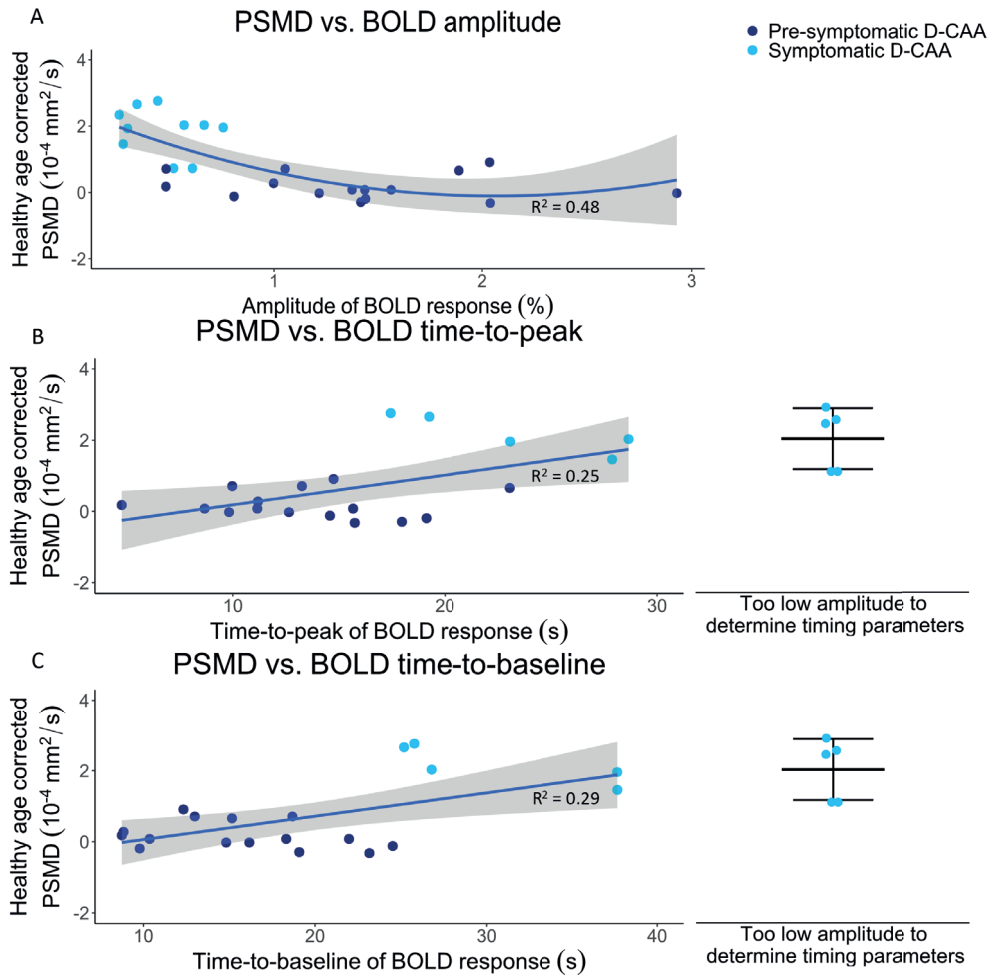 A
PSMD vs. BOLD amplitude
Pre-symptomatic D-CAA
Symptomatic D-CAA
Healthy age corrected
PSMD (10⁻⁴ mm²/s)
4
2
0
-2
R² = 0.48
1
2
3
Amplitude of BOLD response (%)
B
PSMD vs. BOLD time-to-peak
Healthy age corrected
PSMD (10⁻⁴ mm²/s)
4
2
0
-2
R² = 0.25
10
20
30
Time-to-peak of BOLD response (s)
Too low amplitude to
determine timing parameters
C
PSMD vs. BOLD time-to-baseline
Healthy age corrected
PSMD (10⁻⁴ mm²/s)
4
2
0
-2
R² = 0.29
10
20
30
40
Time-to-baseline of BOLD response (s)
Too low amplitude to
determine timing parameters